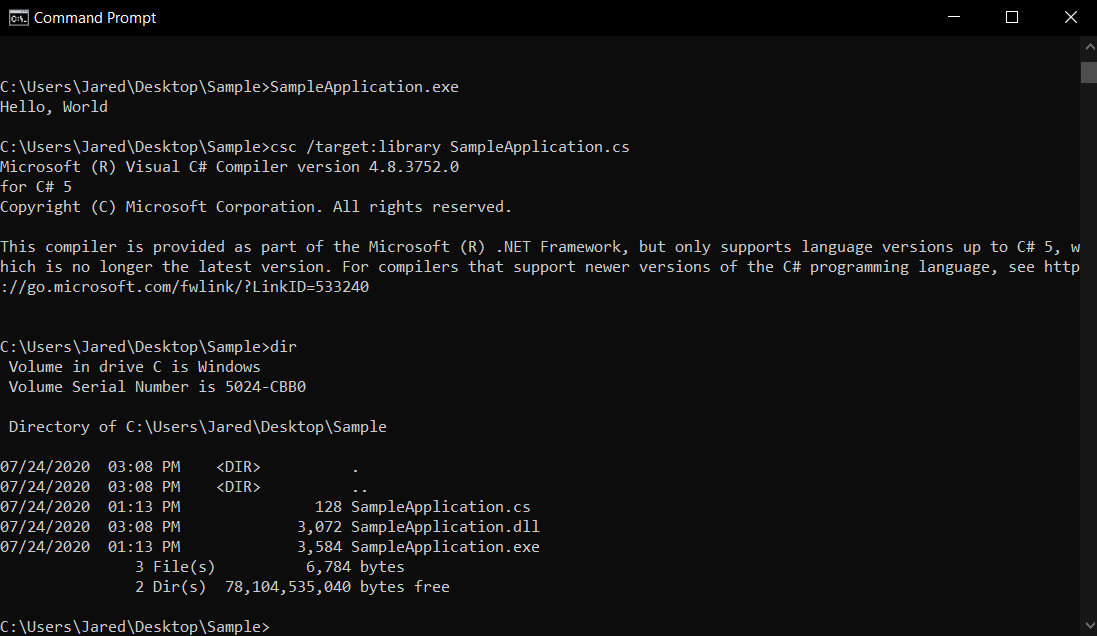 Command Prompt
C:\Users\Jared\Desktop\Sample>SampleApplication.exe
Hello, World
C:\Users\Jared\Desktop\Sample>csc /target:library SampleApplication.cs
Microsoft (R) Visual C# Compiler version 4.8.3752.0
for C# 5
Copyright (C) Microsoft Corporation. All rights reserved.
This compiler is provided as part of the Microsoft (R) .NET Framework, but only supports language versions up to C# 5, w
hich is no longer the latest version. For compilers that support newer versions of the C# programming language, see http
://go.microsoft.com/fwlink/?LinkID=533240
C:\Users\Jared\Desktop\Sample>dir
 Volume in drive C is Windows
 Volume Serial Number is 5024-CBB0
 Directory of C:\Users\Jared\Desktop\Sample
07/24/2020  03:08 PM    <DIR>          .
07/24/2020  03:08 PM    <DIR>          ..
07/24/2020  01:13 PM               128 SampleApplication.cs
07/24/2020  03:08 PM             3,072 SampleApplication.dll
07/24/2020  01:13 PM             3,584 SampleApplication.exe
               3 File(s)          6,784 bytes
               2 Dir(s)  78,104,535,040 bytes free
C:\Users\Jared\Desktop\Sample>